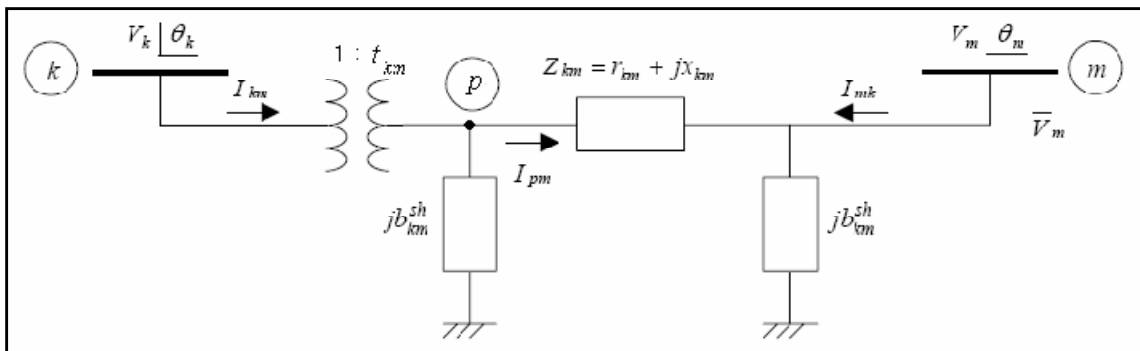 V_k |θ_k
1 : t_km
k
I_km
p
Z_km = r_km + jx_km
V_m θ_m
m
I_mk
V̅_m
I_pm
jb_km^sh
jb_km^sh